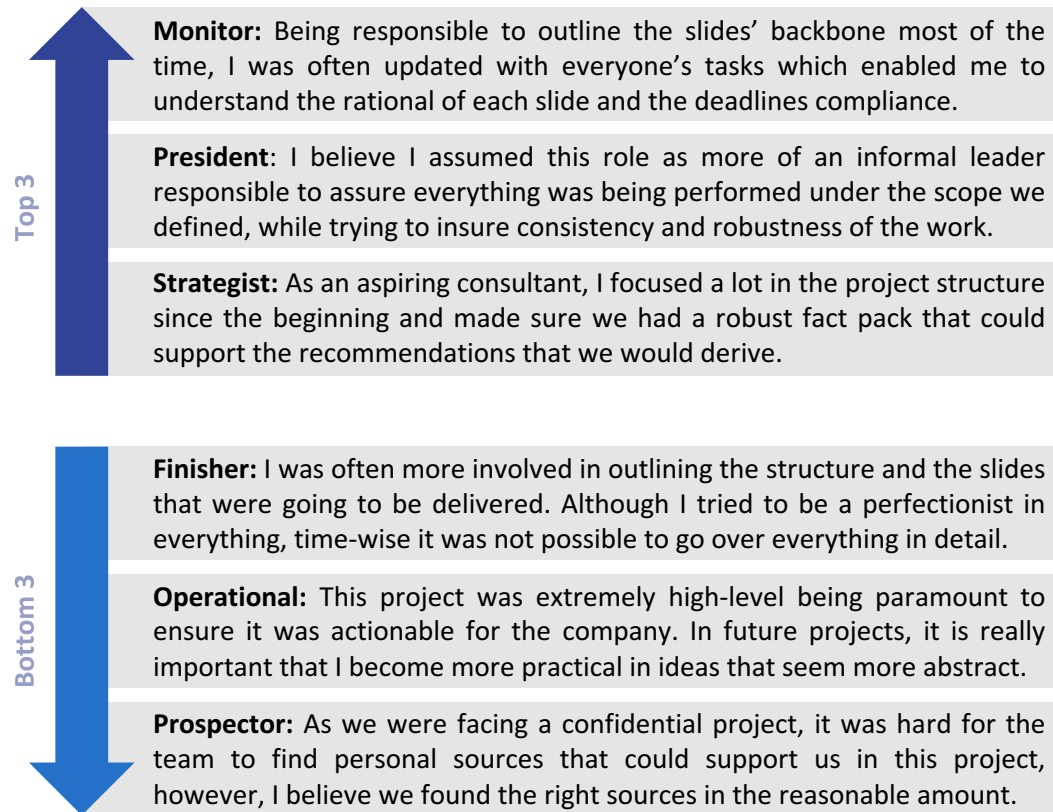 Top 3
Monitor: Being responsible to outline the slides’ backbone most of the
time, I was often updated with everyone’s tasks which enabled me to
understand the rational of each slide and the deadlines compliance.
President: I believe I assumed this role as more of an informal leader
responsible to assure everything was being performed under the scope we
defined, while trying to insure consistency and robustness of the work.
Strategist: As an aspiring consultant, I focused a lot in the project structure
since the beginning and made sure we had a robust fact pack that could
support the recommendations that we would derive.
Bottom 3
Finisher: I was often more involved in outlining the structure and the slides
that were going to be delivered. Although I tried to be a perfectionist in
everything, time-wise it was not possible to go over everything in detail.
Operational: This project was extremely high-level being paramount to
ensure it was actionable for the company. In future projects, it is really
important that I become more practical in ideas that seem more abstract.
Prospector: As we were facing a confidential project, it was hard for the
team to find personal sources that could support us in this project,
however, I believe we found the right sources in the reasonable amount.